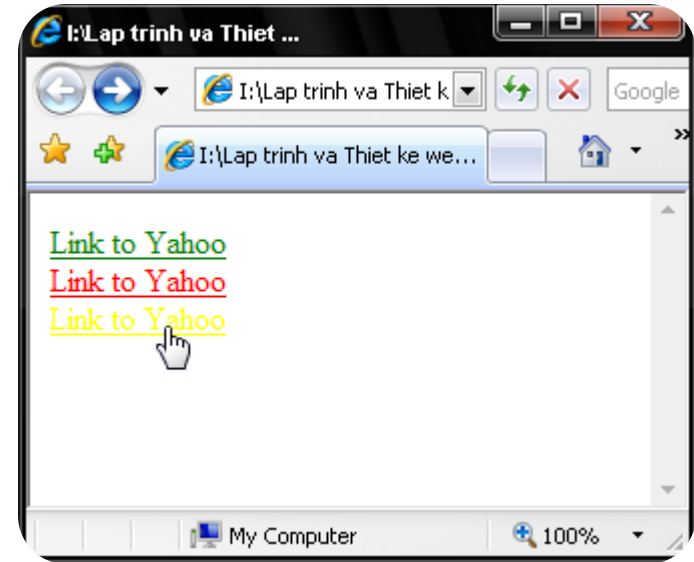 I:\Lap trinh va Thiet ...
I:\Lap trinh va Thiet k
Google
I:\Lap trinh va Thiet ke we...
»
Link to Yahoo
Link to Yahoo
Link to Yahoo
My Computer
100%